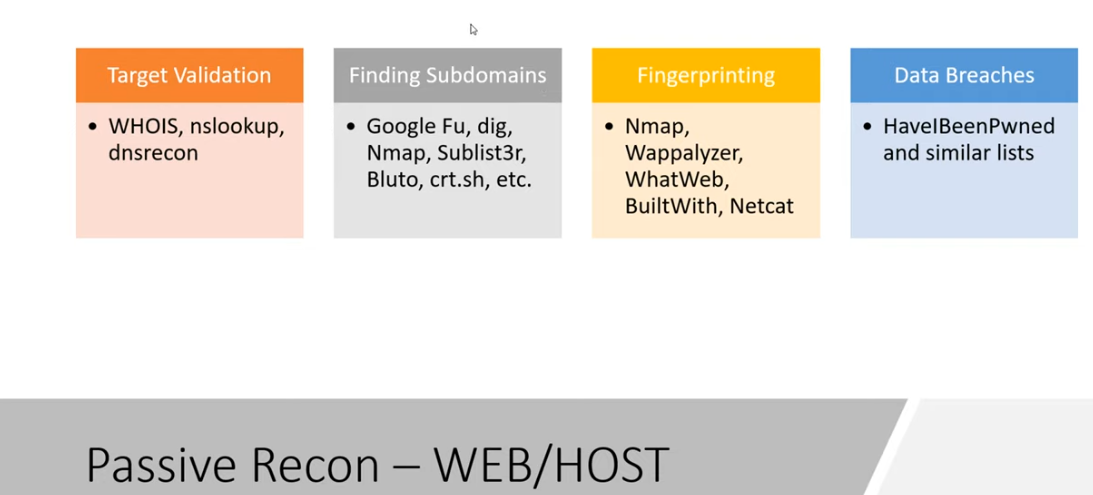 Target Validation
• WHOIS, nslookup,
dnsrecon
Finding Subdomains
• Google Fu, dig,
Nmap, Sublist3r,
Bluto, crt.sh, etc.
Fingerprinting
• Nmap,
Wappalyzer,
WhatWeb,
BuiltWith, Netcat
Data Breaches
• HaveIBeenPwned
and similar lists
Passive Recon – WEB/HOST